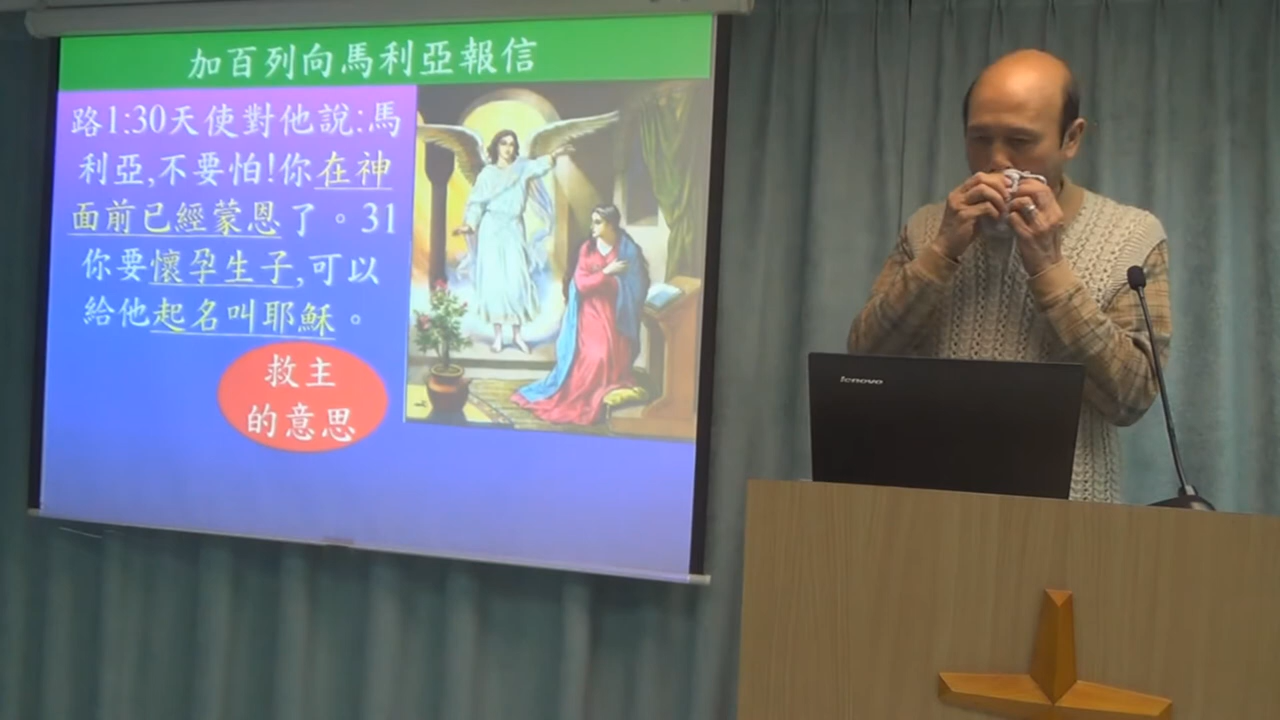 加百列向馬利亞報信
路1:30天使對他說:馬
利亞,不要怕!你在神
面前已經蒙恩了。31
你要懷孕生子,可以
給他起名叫耶穌。
救主
的意思
lenovo